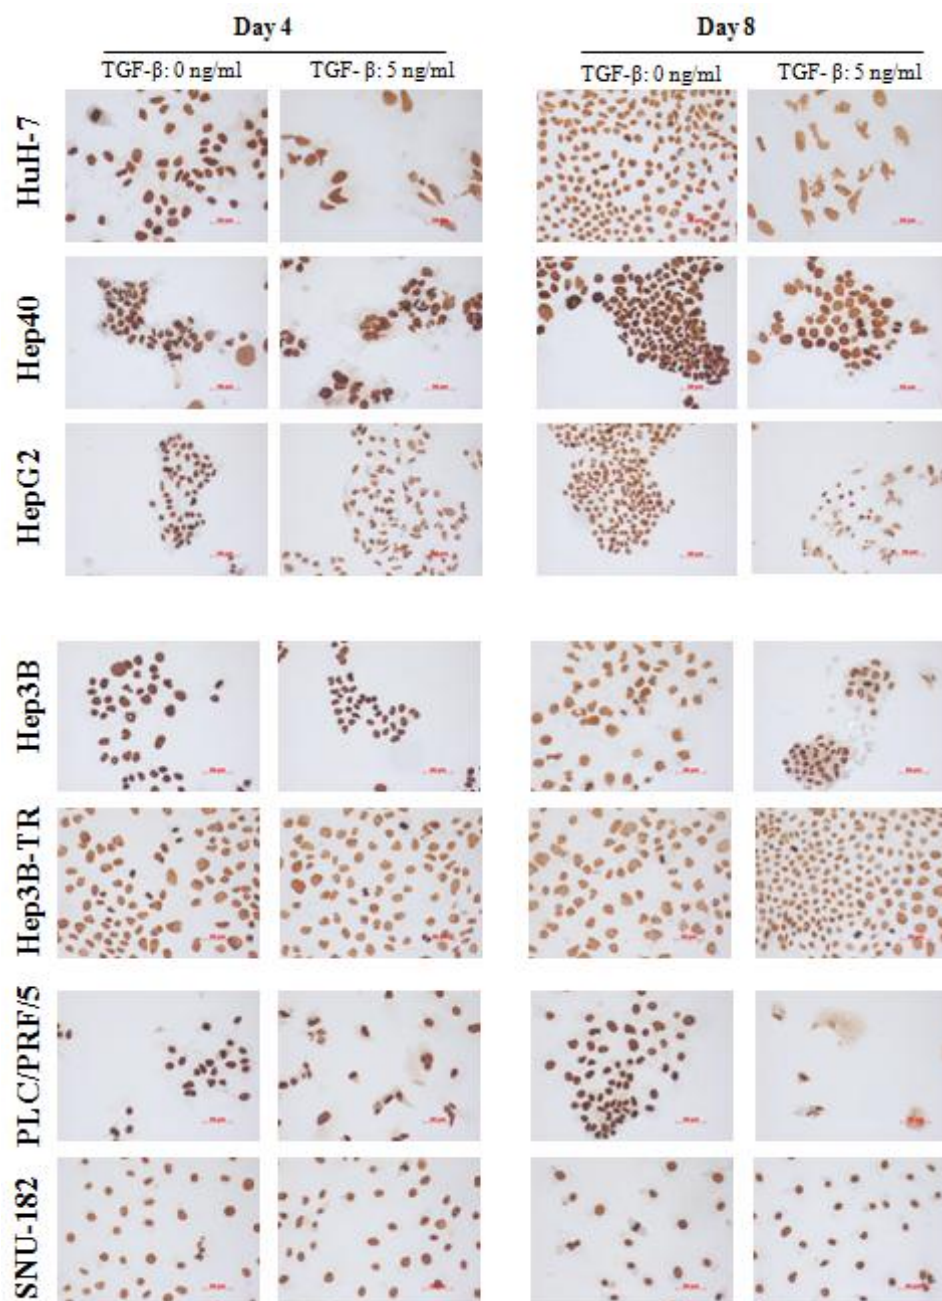 Day 4
Day 8
TGF-β: 0 ng/ml
TGF- β: 5 ng/ml
TGF-β: 0 ng/ml
TGF- β: 5 ng/ml
HuH-7
Hep40
HepG2
Hep3B
Hep3B-TR
PLC/PRF/5
SNU-182